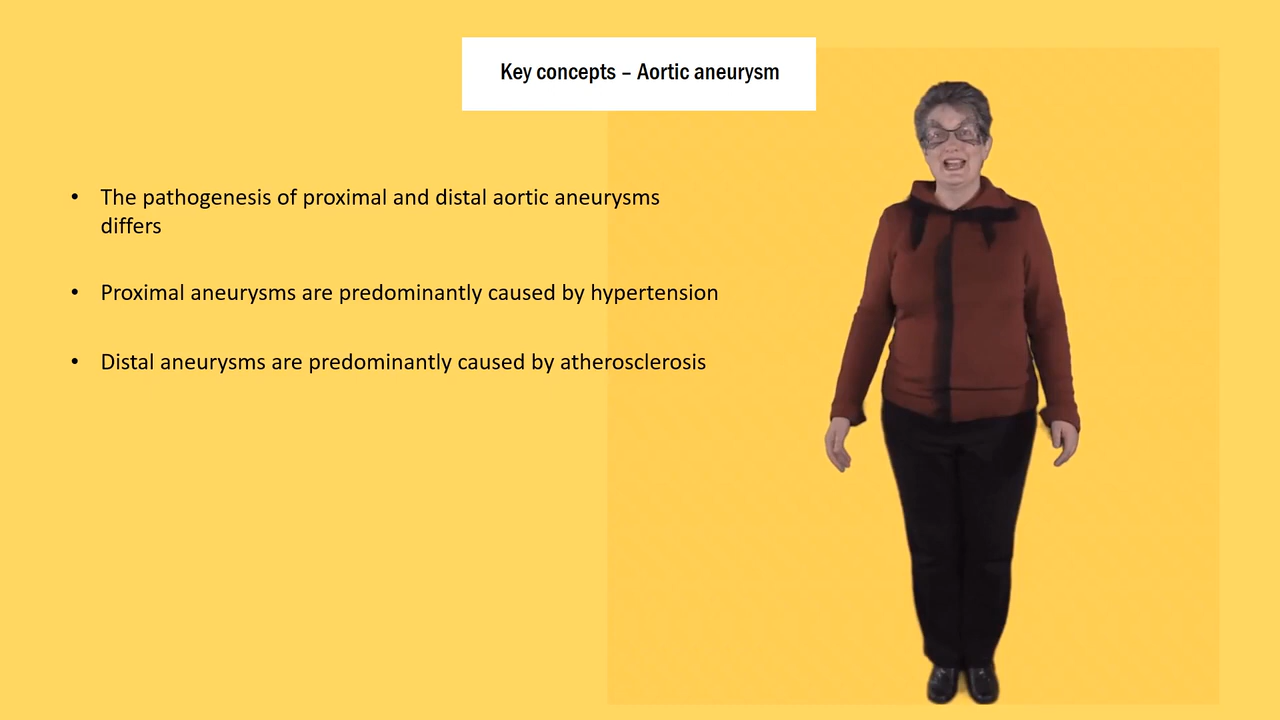 Key concepts – Aortic aneurysm
• The pathogenesis of proximal and distal aortic aneurysms
differs
• Proximal aneurysms are predominantly caused by hypertension
• Distal aneurysms are predominantly caused by atherosclerosis